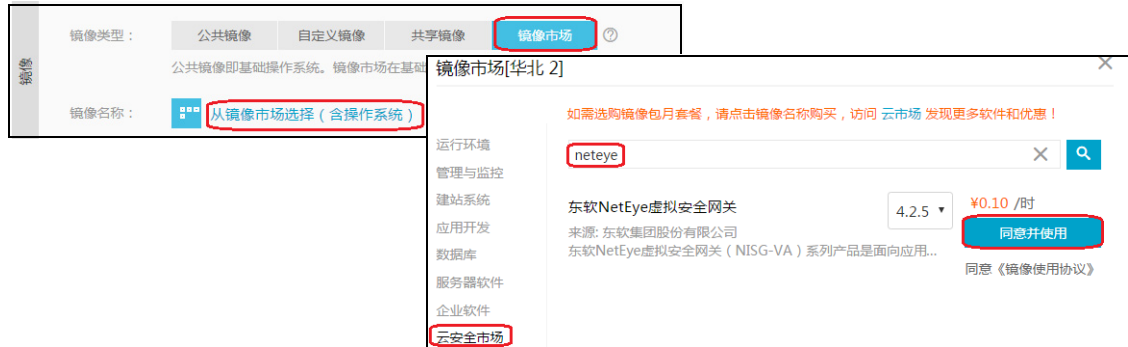 镜像
镜像类型：
公共镜像
自定义镜像
共享镜像
镜像市场
公共镜像即基础操作系统。镜像市场在基础
镜像名称：
从镜像市场选择（含操作系统）
镜像市场[华北 2]
如需选购镜像包月套餐，请点击镜像名称购买，访问 云市场 发现更多软件和优惠！
运行环境
管理与监控
建站系统
应用开发
数据库
服务器软件
企业软件
云安全市场
neteye
东软NetEye虚拟安全网关
4.2.5
¥0.10 /时
来源: 东软集团股份有限公司
同意并使用
东软NetEye虚拟安全网关（NISG-VA）系列产品是面向应用...
同意《镜像使用协议》